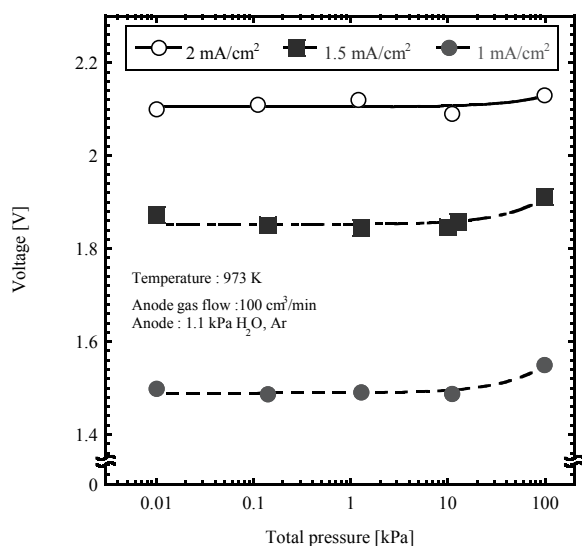 2 mA/cm² 1.5 mA/cm² 1 mA/cm²
2.2
2
1.8
1.6
1.4
0
Voltage [V]
Temperature : 973 K
Anode gas flow :100 cm³/min
Anode : 1.1 kPa H₂O, Ar
0.01 0.1 1 10 100
Total pressure [kPa]